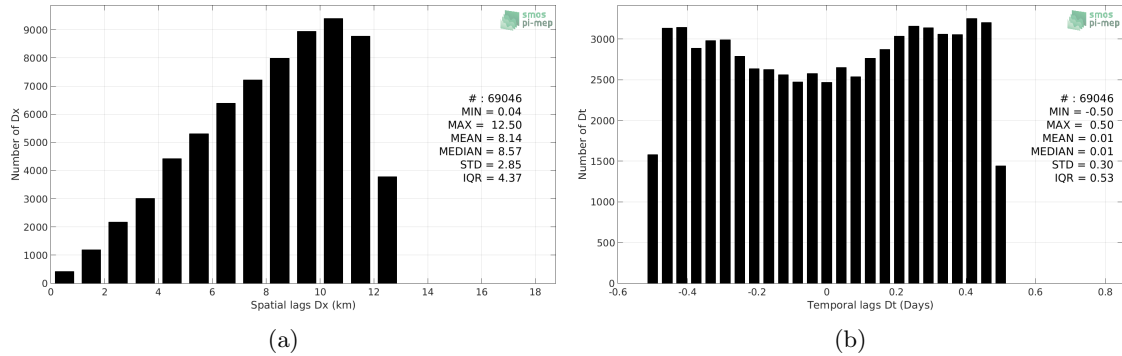 9000
8000
7000
6000
5000
4000
3000
2000
1000
0
Number of Dx
0 2 4 6 8 10 12 14 16 18
Spatial lags Dx (km)
smos
pi-mep
# : 69046
MIN = 0.04
MAX = 12.50
MEAN = 8.14
MEDIAN = 8.57
STD = 2.85
IQR = 4.37
(a)
3000
2500
2000
1500
1000
500
0
Number of Dt
-0.6 -0.4 -0.2 0 0.2 0.4 0.6 0.8
Temporal lags Dt (Days)
smos
pi-mep
# : 69046
MIN = -0.50
MAX = 0.50
MEAN = 0.01
MEDIAN = 0.01
STD = 0.30
IQR = 0.53
(b)